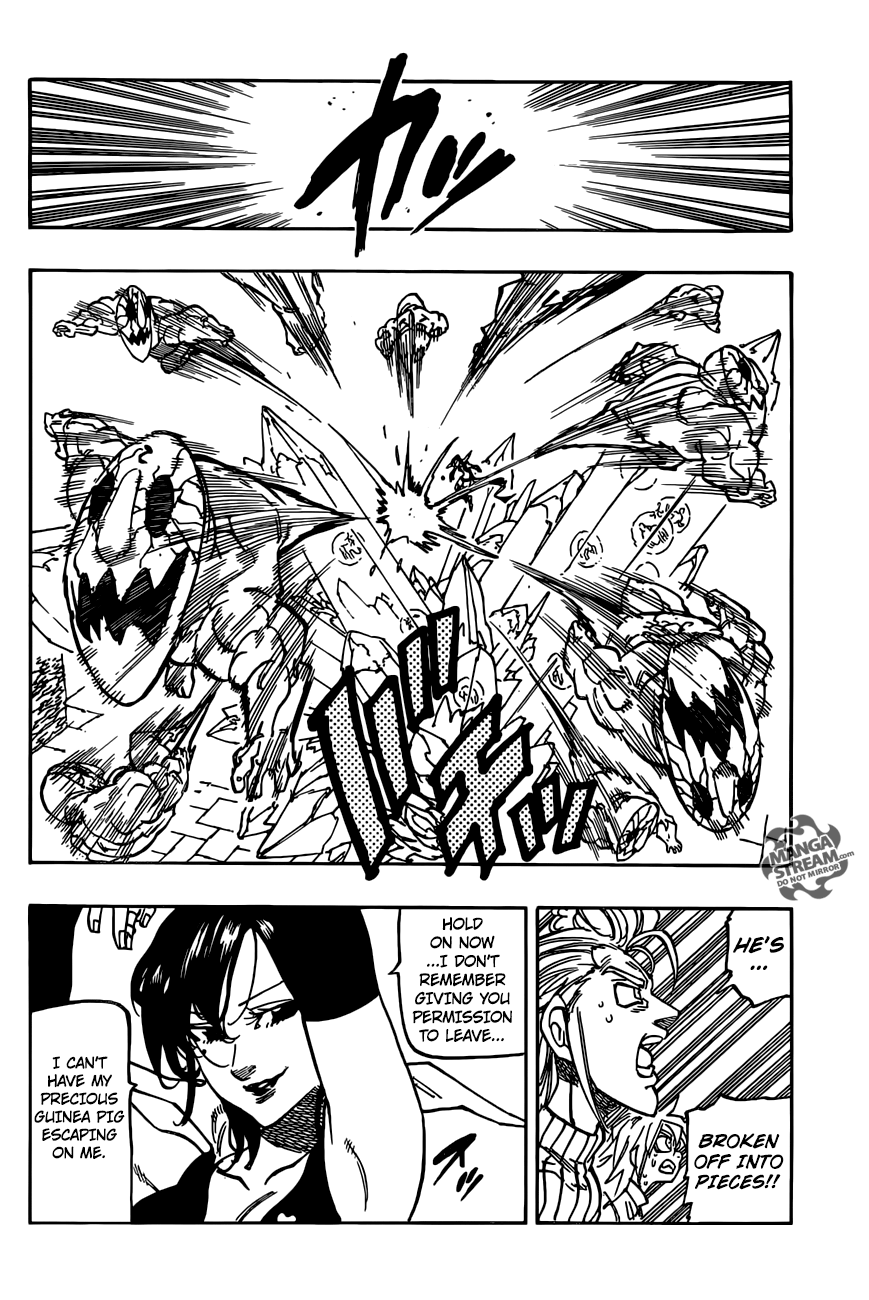 カッ
バキッ
HE'S
...
BROKEN
OFF INTO
PIECES!!
HOLD
ON NOW
...I DON'T
REMEMBER
GIVING YOU
PERMISSION
TO LEAVE...
I CAN'T
HAVE MY
PRECIOUS
GUINEA PIG
ESCAPING
ON ME.
MANGA
STREAM.com
DO NOT MIRROR